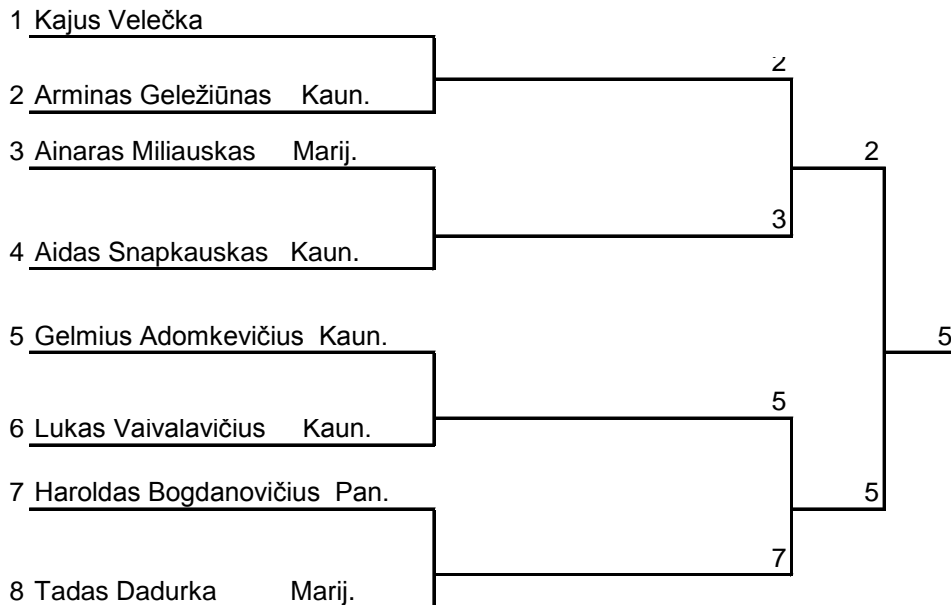 1 Kajus Velečka
2
2 Arminas Geležiūnas Kaun.
3 Ainaras Miliauskas Marij.
2
3
4 Aidas Snapkauskas Kaun.
5 Gelmius Adomkevičius Kaun.
5
5
6 Lukas Vaivalavičius Kaun.
7 Haroldas Bogdanovičius Pan.
5
7
8 Tadas Dadurka Marij.